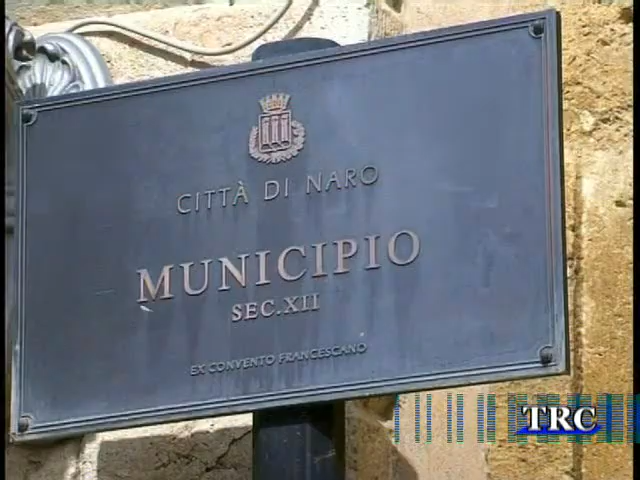 CITTÀ DI NARO
MUNICIPIO
SEC.XII
EX CONVENTO FRANCESCANO
TRC